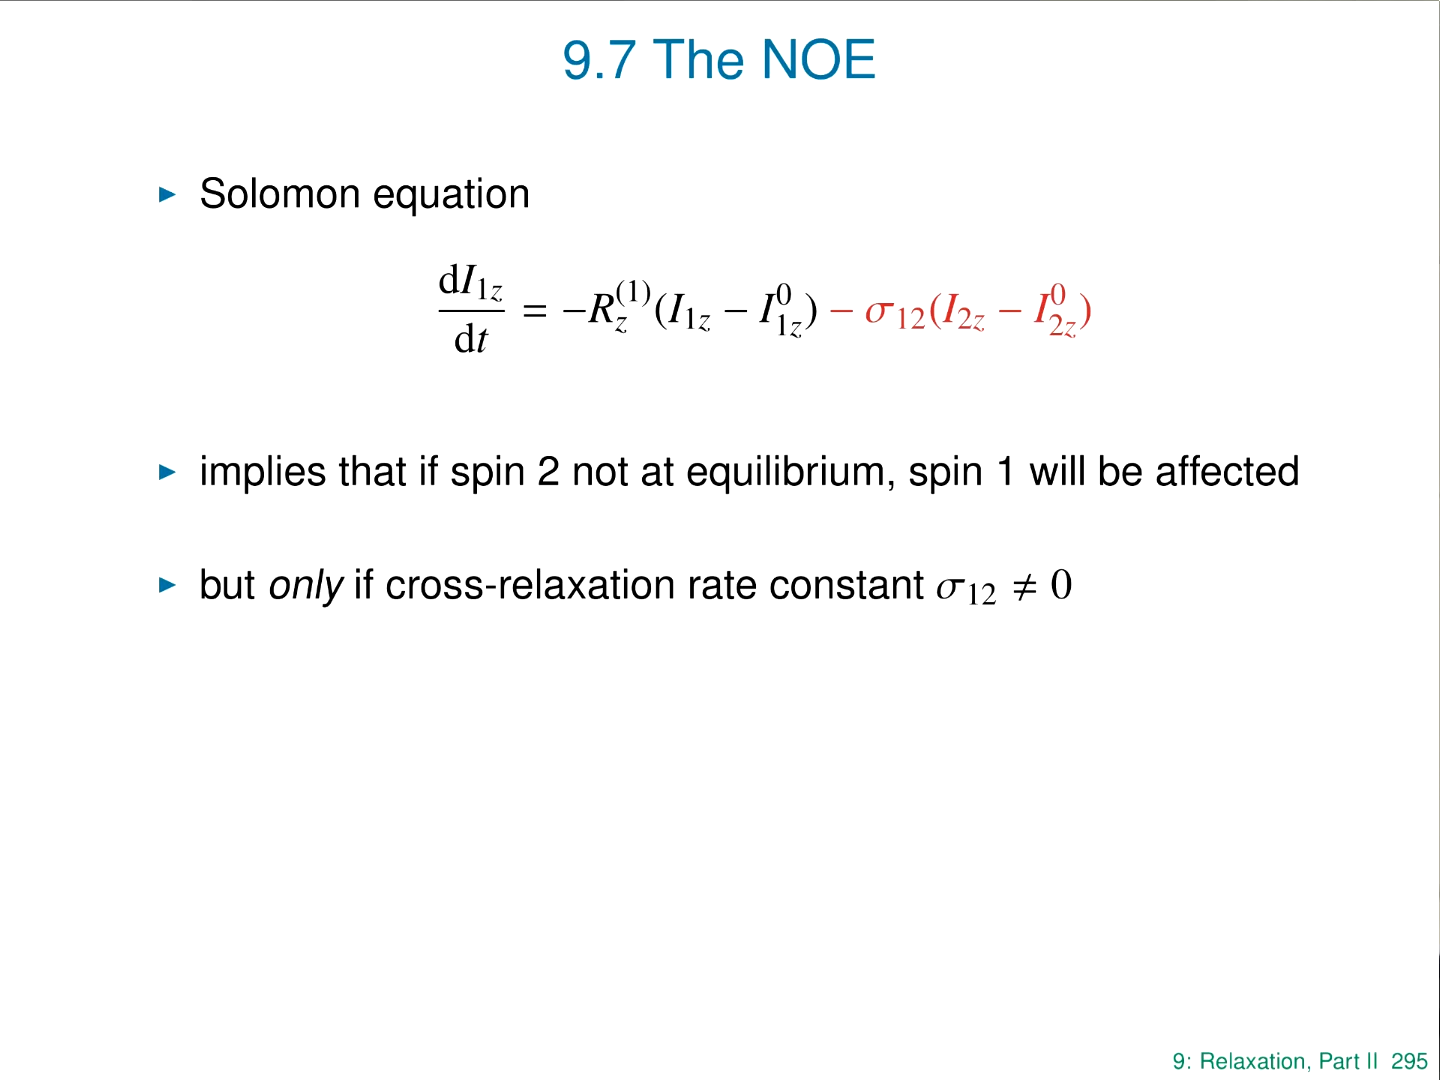 9.7 The NOE
▶ Solomon equation
dI₁z/dt = −Rz⁽¹⁾(I₁z − I⁰₁z) − σ₁₂(I₂z − I⁰₂z)
▶ implies that if spin 2 not at equilibrium, spin 1 will be affected
▶ but only if cross-relaxation rate constant σ₁₂ ≠ 0
9: Relaxation, Part II 295